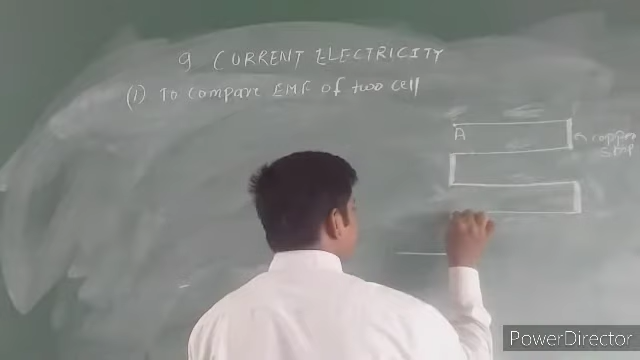 9 CURRENT ELECTRICITY
(1) To compare EMF of two cell
A
copper
strip
PowerDirector